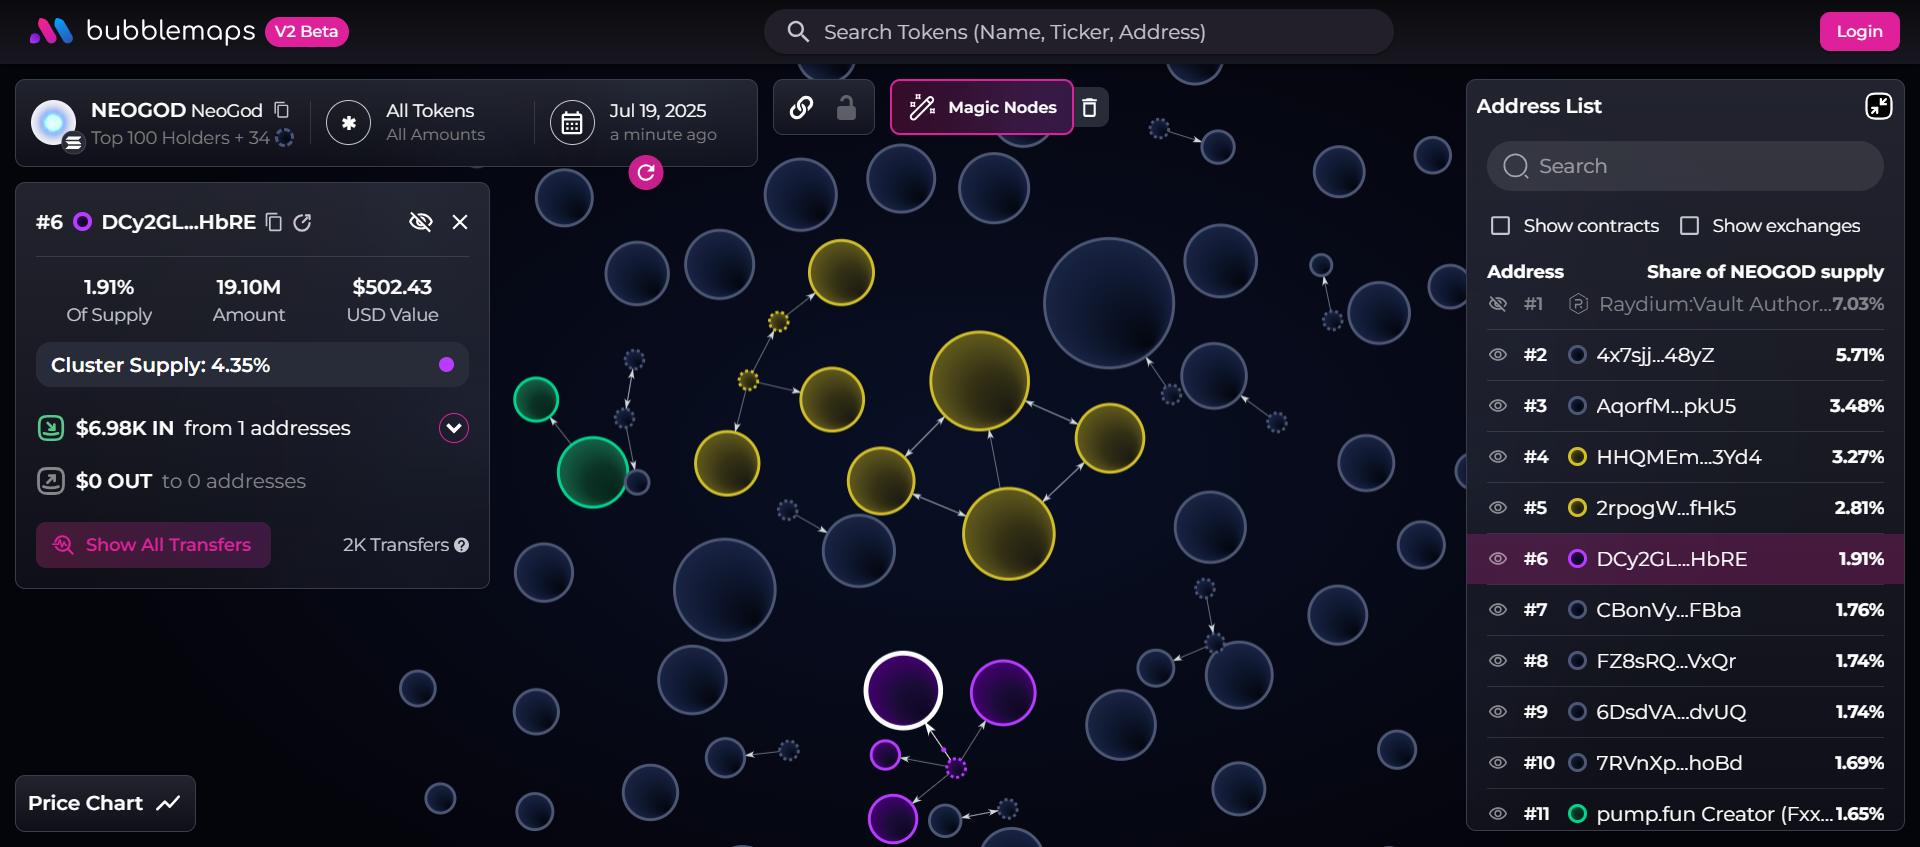 bubblemaps V2 Beta
Search Tokens (Name, Ticker, Address)
Login
NEOGOD NeoGod
Top 100 Holders + 34
All Tokens
All Amounts
Jul 19, 2025
a minute ago
Magic Nodes
#6 DCy2GL...HbRE
1.91% 19.10M $502.43
Of Supply Amount USD Value
Cluster Supply: 4.35%
$6.98K IN from 1 addresses
$0 OUT to 0 addresses
Show All Transfers 2K Transfers ?
Price Chart
Address List
Search
Show contracts Show exchanges
Address Share of NEOGOD supply
#1 Raydium:Vault Author... 7.03%
#2 4x7sjj...48yZ 5.71%
#3 AqorfM...pkU5 3.48%
#4 HHQMEm...3Yd4 3.27%
#5 2rpogW...fHk5 2.81%
#6 DCy2GL...HbRE 1.91%
#7 CBonVy...FBba 1.76%
#8 FZ8sRQ...VxQr 1.74%
#9 6DsdVA...dvUQ 1.74%
#10 7RVnXp...hoBd 1.69%
#11 pump.fun Creator (Fxx... 1.65%